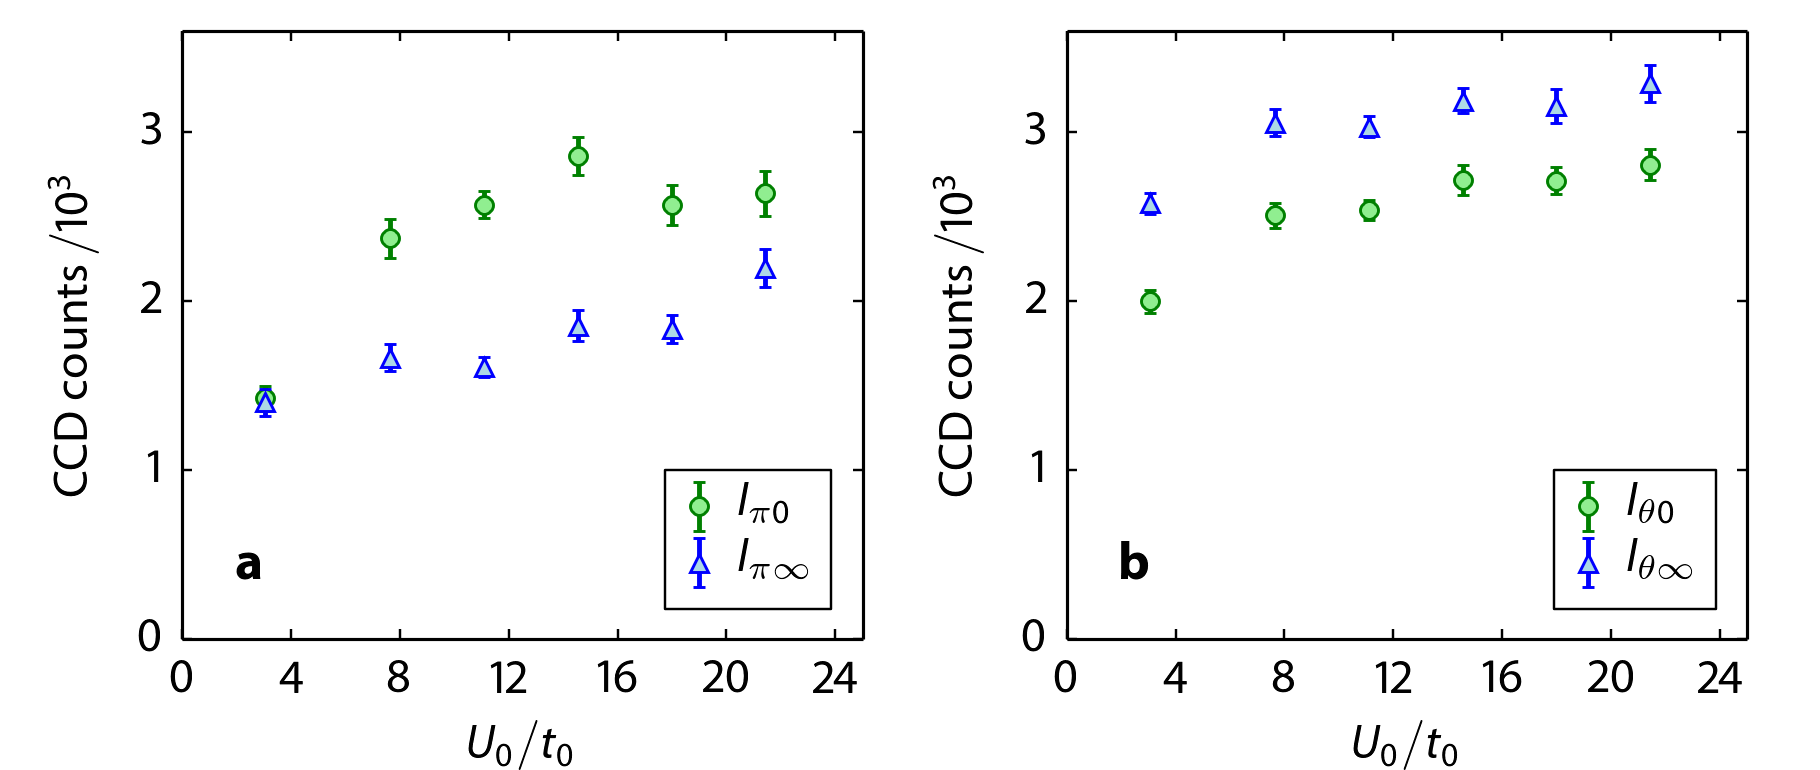 CCD counts /10³
3
2
1
0
a
I_π0
I_π∞
0 4 8 12 16 20 24
U₀/t₀
CCD counts /10³
3
2
1
0
b
I_θ0
I_θ∞
0 4 8 12 16 20 24
U₀/t₀